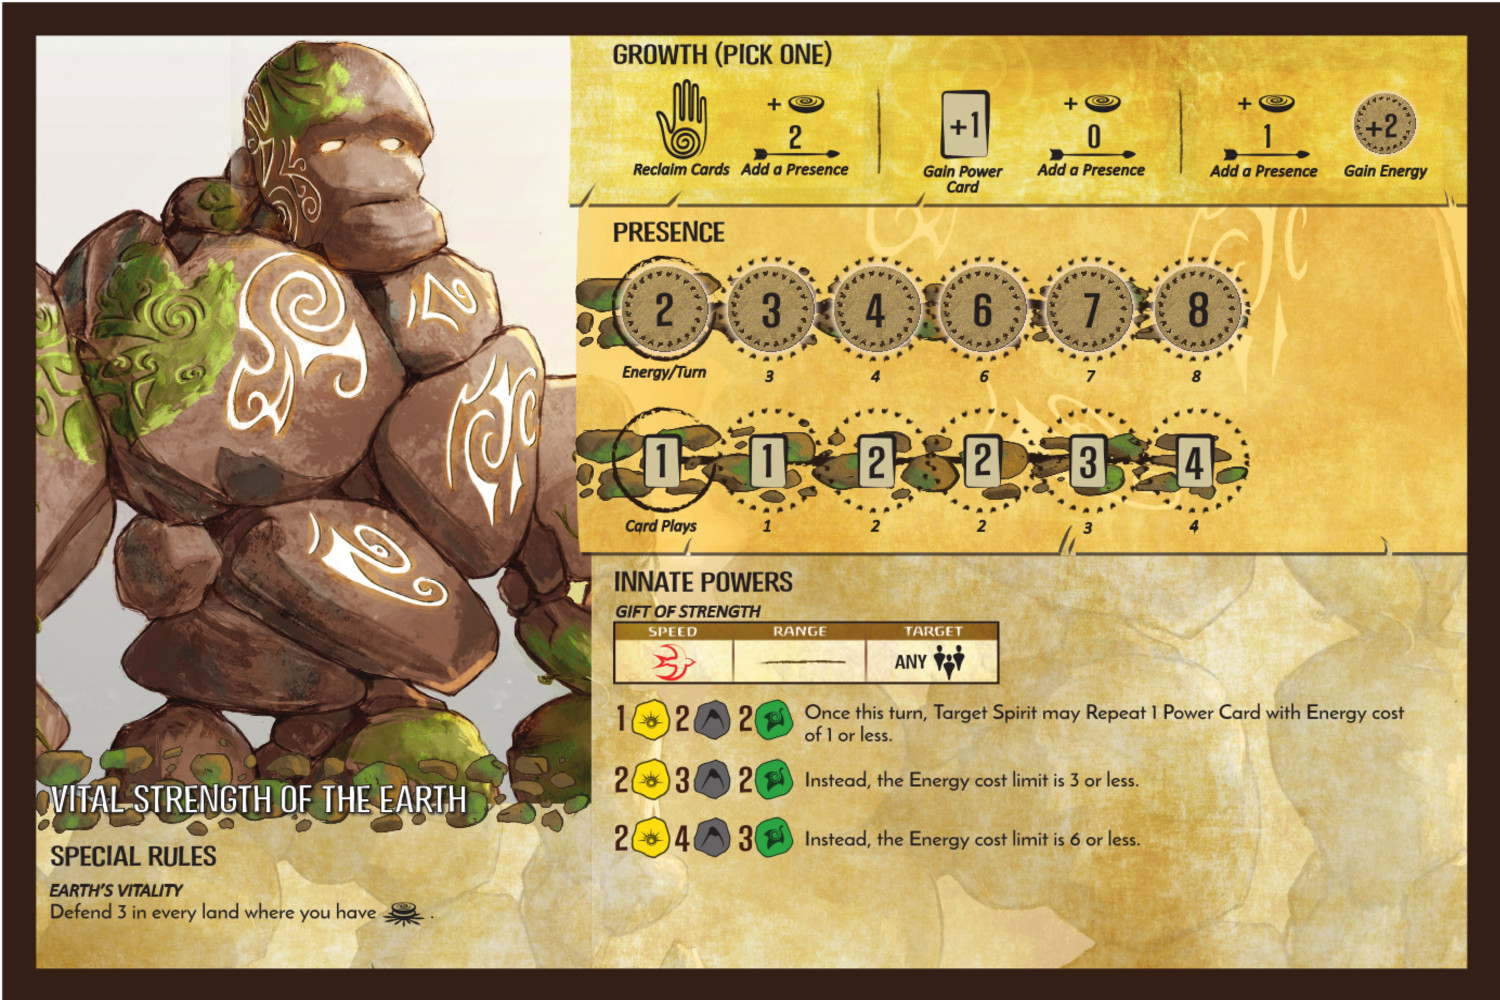 GROWTH (PICK ONE)
+
2
+1
+
0
+
1
+2
Reclaim Cards
Add a Presence
Gain Power
Card
Add a Presence
Add a Presence
Gain Energy
PRESENCE
2 3 4 6 7 8
Energy/Turn 3 4 6 7 8
1 1 2 2 3 4
Card Plays 1 2 2 3 4
INNATE POWERS
GIFT OF STRENGTH
SPEED RANGE TARGET
ANY
1 2 2 Once this turn, Target Spirit may Repeat 1 Power Card with Energy cost
of 1 or less.
2 3 2 Instead, the Energy cost limit is 3 or less.
2 4 3 Instead, the Energy cost limit is 6 or less.
VITAL STRENGTH OF THE EARTH
SPECIAL RULES
EARTH'S VITALITY
Defend 3 in every land where you have .